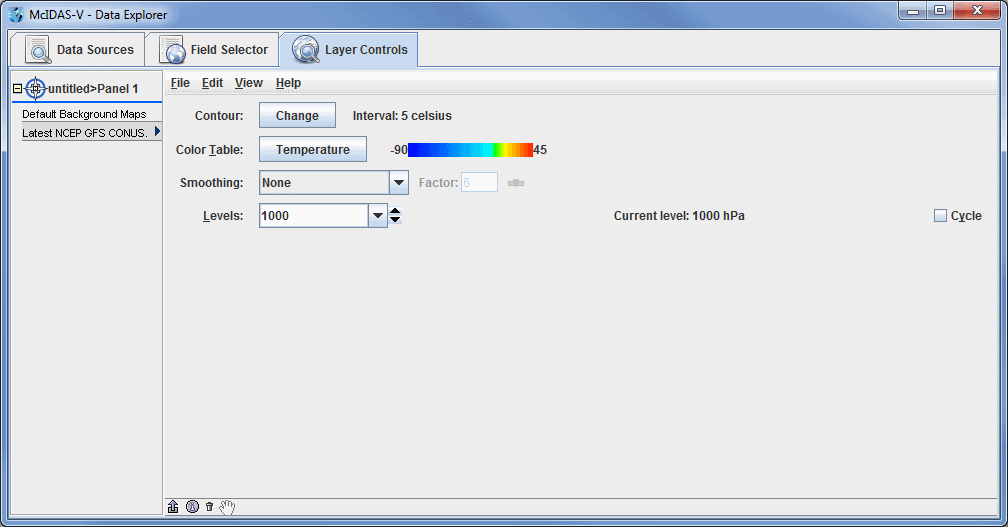 McIDAS-V - Data Explorer
Data Sources Field Selector Layer Controls
untitled>Panel 1
Default Background Maps
Latest NCEP GFS CONUS.
File Edit View Help
Contour: Change Interval: 5 celsius
Color Table: Temperature -90 45
Smoothing: None Factor: 6
Levels: 1000 Current level: 1000 hPa Cycle